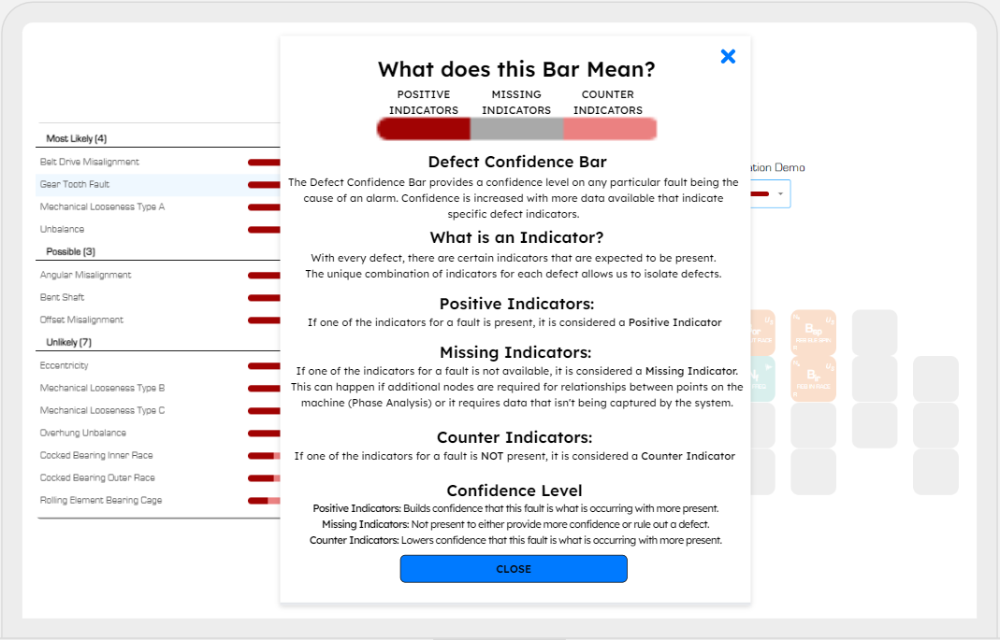 What does this Bar Mean?
POSITIVE INDICATORS
MISSING INDICATORS
COUNTER INDICATORS
Defect Confidence Bar
The Defect Confidence Bar provides a confidence level on any particular fault being the
cause of an alarm. Confidence is increased with more data available that indicate
specific defect indicators.
What is an Indicator?
With every defect, there are certain indicators that are expected to be present.
The unique combination of indicators for each defect allows us to isolate defects.
Positive Indicators:
If one of the indicators for a fault is present, it is considered a Positive Indicator
Missing Indicators:
If one of the indicators for a fault is not available, it is considered a Missing Indicator.
This can happen if additional nodes are required for relationships between points on the
machine (Phase Analysis) or it requires data that isn't being captured by the system.
Counter Indicators:
If one of the indicators for a fault is NOT present, it is considered a Counter Indicator
Confidence Level
Positive Indicators: Builds confidence that this fault is what is occurring with more present.
Missing Indicators: Not present to either provide more confidence or rule out a defect.
Counter Indicators: Lowers confidence that this fault is what is occurring with more present.
CLOSE
Most Likely (4)
Belt Drive Misalignment
Gear Tooth Fault
Mechanical Looseness Type A
Unbalance
Possible (3)
Angular Misalignment
Bent Shaft
Offset Misalignment
Unlikely (7)
Eccentricity
Mechanical Looseness Type B
Mechanical Looseness Type C
Overhung Unbalance
Cocked Bearing Inner Race
Cocked Bearing Outer Race
Rolling Element Bearing Cage
Demo